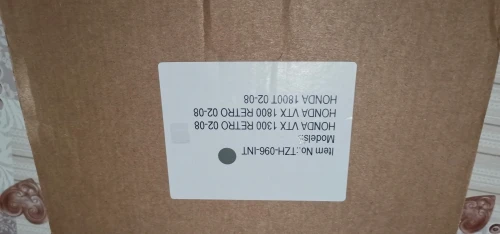 Item No.:TZH-096-INT
Models:
HONDA VTX 1300 RETRO 02-08
HONDA VTX 1800 RETRO 02-08
HONDA 1800T 02-08